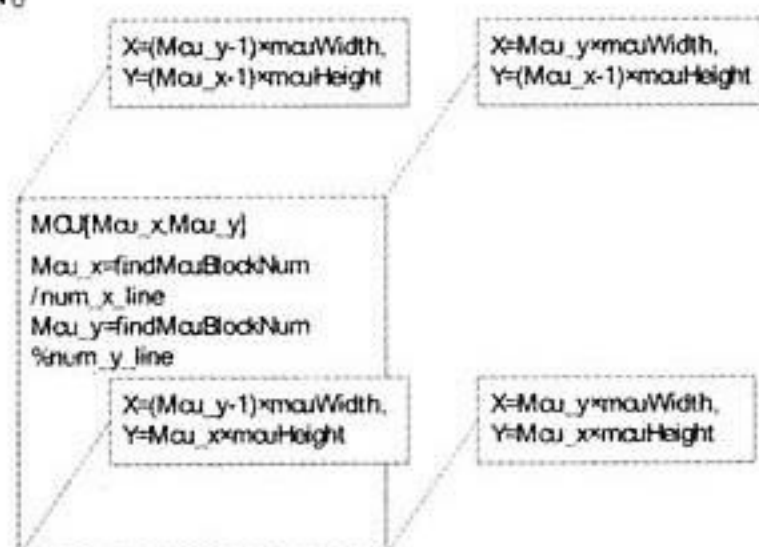 X=(Mcu_y-1)×mcuWidth,
Y=(Mcu_x-1)×mcuHeight
X=Mcu_y×mcuWidth,
Y=(Mcu_x-1)×mcuHeight
MCU[Mcu_x,Mcu_y]
Mcu_x=findMcuBlockNum
/num_x_line
Mcu_y=findMcuBlockNum
%num_y_line
X=(Mcu_y-1)×mcuWidth,
Y=Mcu_x×mcuHeight
X=Mcu_y×mcuWidth,
Y=Mcu_x×mcuHeight